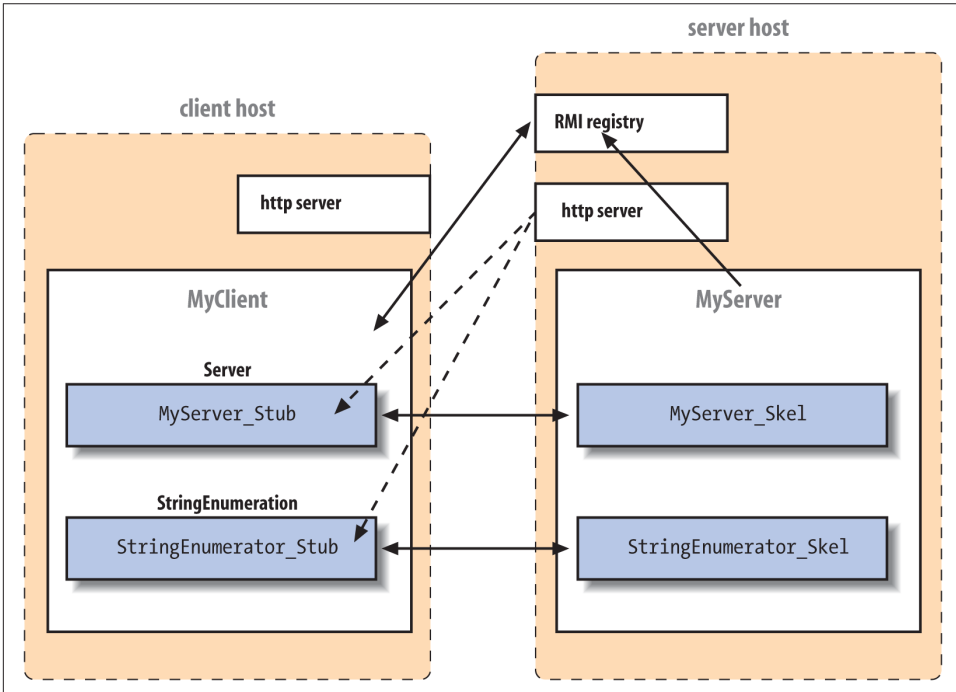 server host
client host
RMI registry
http server
http server
MyClient
MyServer
Server
MyServer_Stub
MyServer_Skel
StringEnumeration
StringEnumerator_Stub
StringEnumerator_Skel